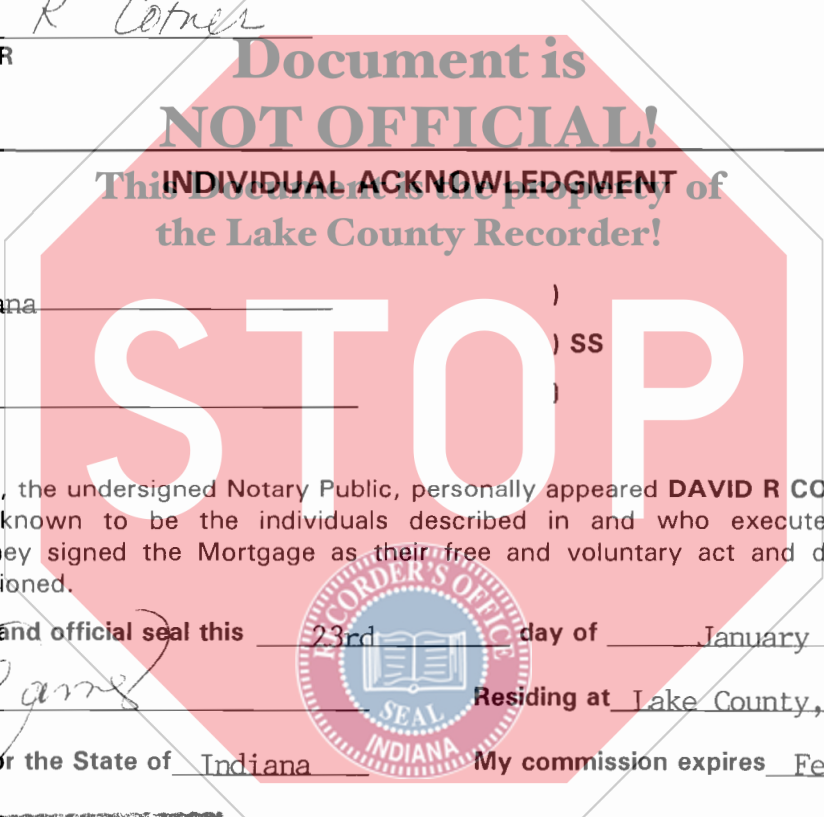 R Cotner
R
Document is
NOT OFFICIAL!
INDIVIDUAL ACKNOWLEDGMENT
This Document is the property of
the Lake County Recorder!
ana
)
) SS
)
STOP
, the undersigned Notary Public, personally appeared DAVID R CO
known to be the individuals described in and who execute
ey signed the Mortgage as their free and voluntary act and d
ioned.
and official seal this 23rd day of January
Residing at Lake County,
r the State of Indiana My commission expires Fe
RECORDER'S OFFICE
SEAL
INDIANA